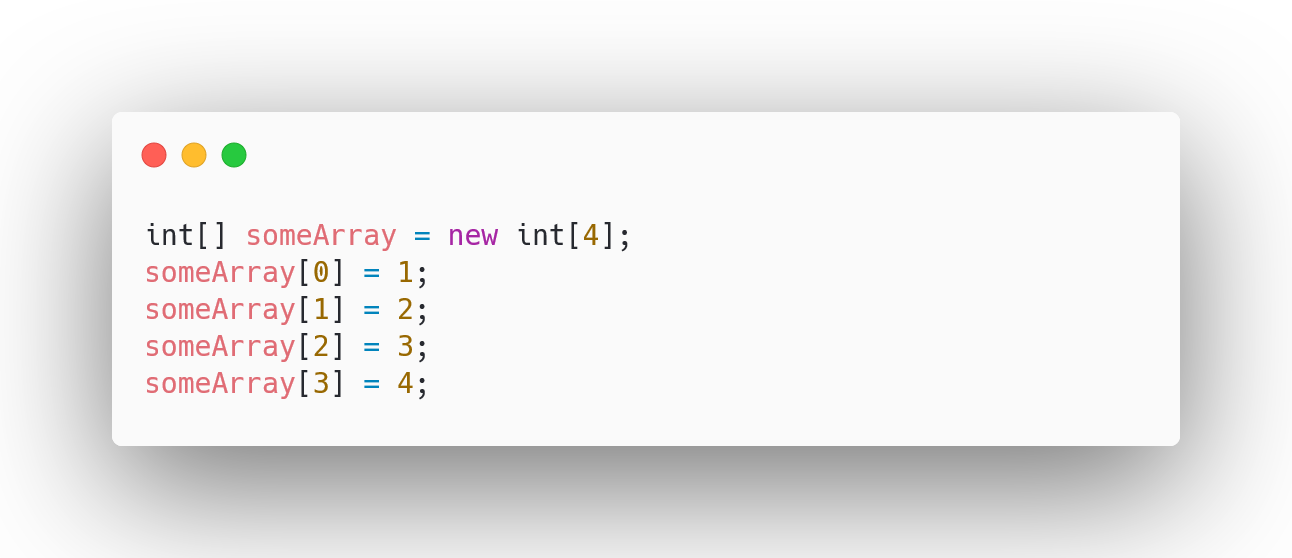 int[] someArray = new int[4];
someArray[0] = 1;
someArray[1] = 2;
someArray[2] = 3;
someArray[3] = 4;